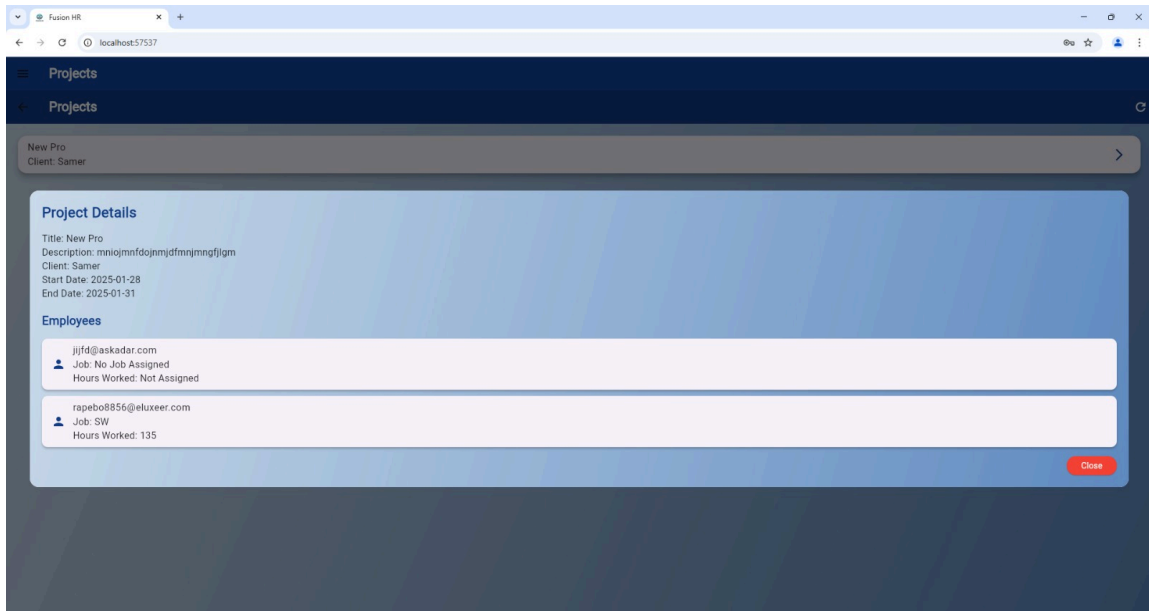 Fusion HR
localhost:57537
Projects
Projects
New Pro
Client: Samer
Project Details
Title: New Pro
Description: mniojmnfdojnmjdfmnjmngfjlgm
Client: Samer
Start Date: 2025-01-28
End Date: 2025-01-31
Employees
jijfd@askadar.com
Job: No Job Assigned
Hours Worked: Not Assigned
rapebo8856@eluxeer.com
Job: SW
Hours Worked: 135
Close